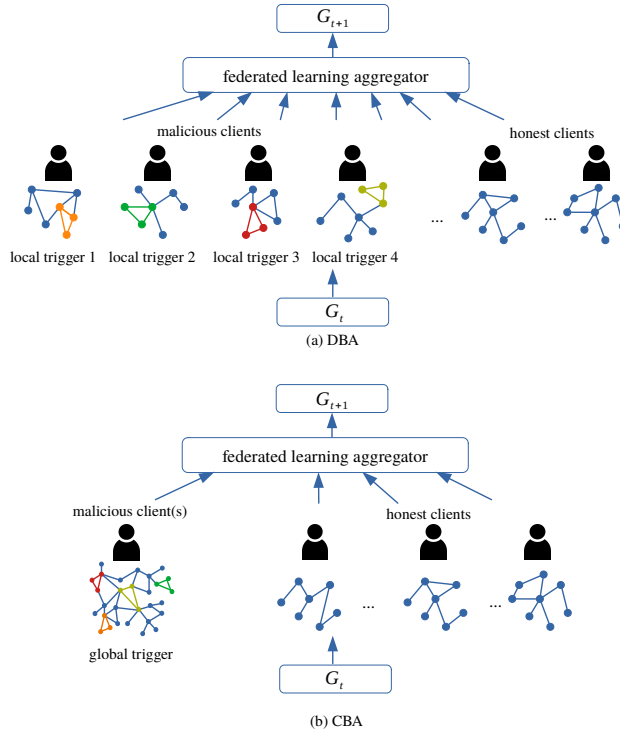 G_{t+1}
federated learning aggregator
malicious clients
honest clients
... ...
local trigger 1 local trigger 2 local trigger 3 local trigger 4
G_t
(a) DBA
G_{t+1}
federated learning aggregator
malicious client(s)
honest clients
... ...
global trigger
G_t
(b) CBA